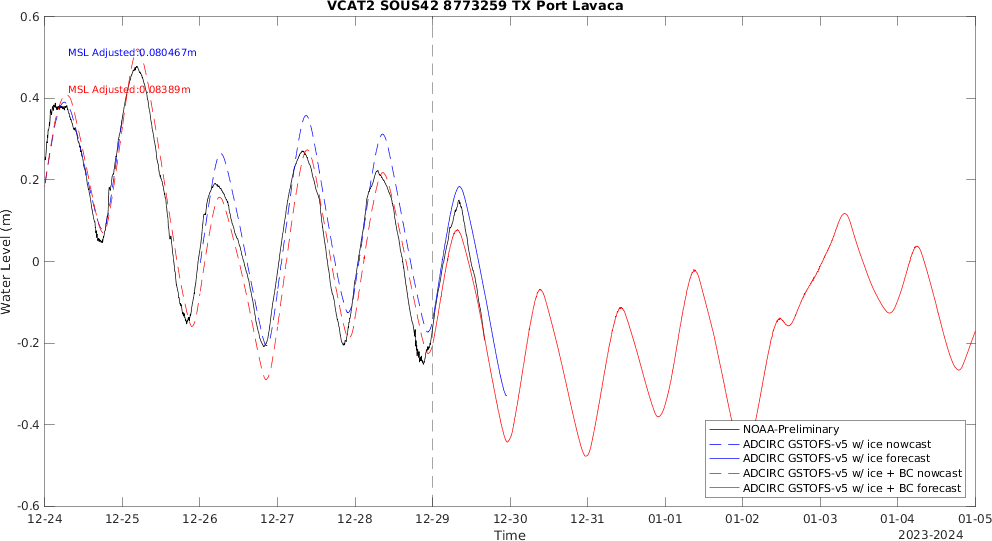 VCAT2 SOUS42 8773259 TX Port Lavaca
0.6
MSL Adjusted:0.080467m
MSL Adjusted:0.08389m
0.4
0.2
0
-0.2
-0.4
-0.6
Water Level (m)
NOAA-Preliminary
ADCIRC GSTOFS-v5 w/ ice nowcast
ADCIRC GSTOFS-v5 w/ ice forecast
ADCIRC GSTOFS-v5 w/ ice + BC nowcast
ADCIRC GSTOFS-v5 w/ ice + BC forecast
12-24 12-25 12-26 12-27 12-28 12-29 12-30 12-31 01-01 01-01 01-02 01-03 01-04 01-05
Time
2023-2024